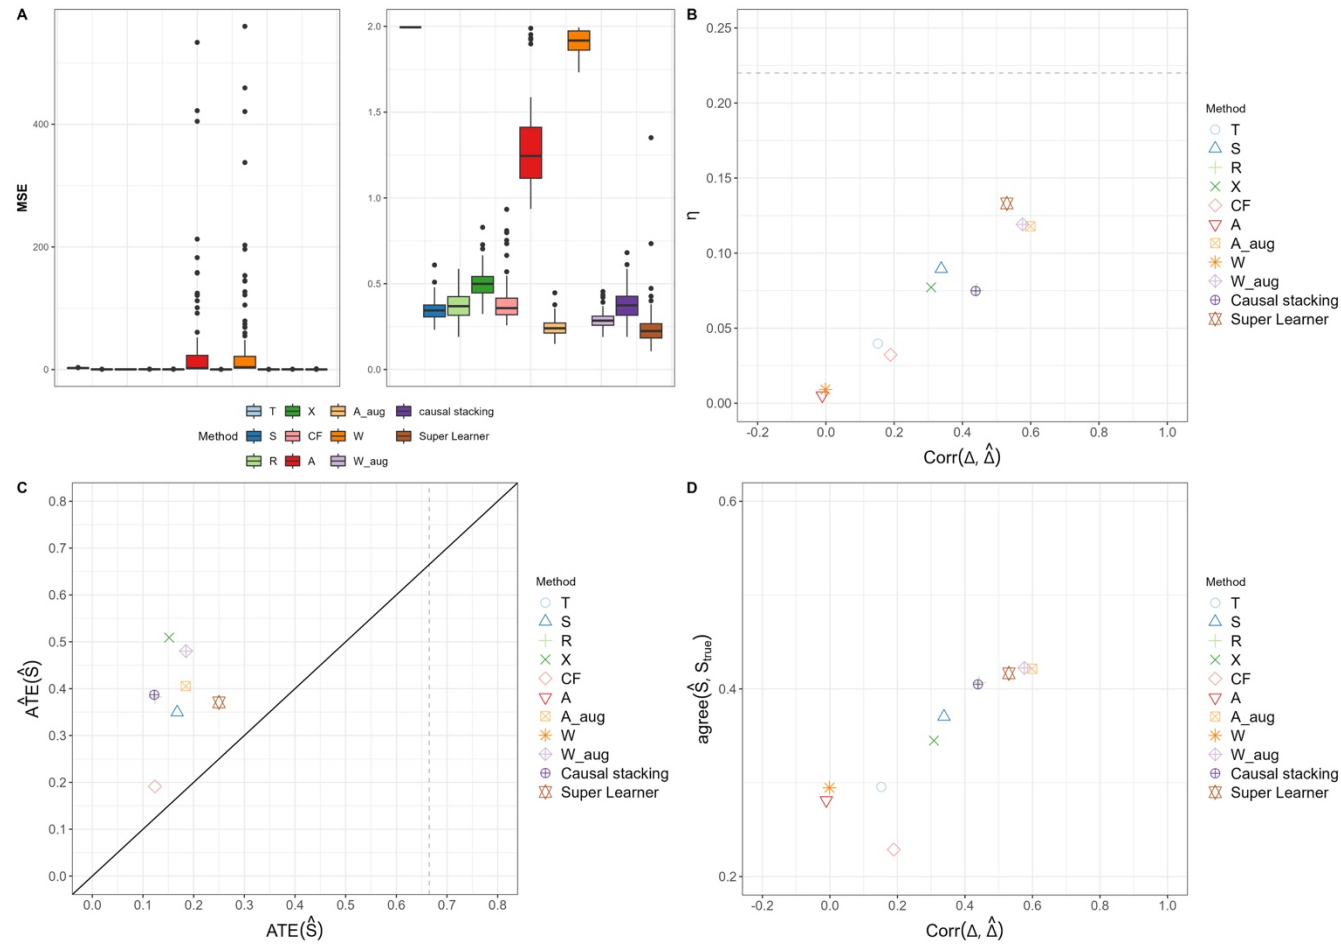 A
MSE
400
200
0
2.0
1.5
1.0
0.5
0.0
Method
T
X
A_aug
causal stacking
S
CF
W
Super Learner
R
A
W_aug
B
η
0.25
0.20
0.15
0.10
0.05
0.00
-0.2 0.0 0.2 0.4 0.6 0.8 1.0
Corr(Δ, Δ̂)
Method
T
S
R
X
CF
A
A_aug
W
W_aug
Causal stacking
Super Learner
C
AT̂E(Ŝ)
0.8
0.7
0.6
0.5
0.4
0.3
0.2
0.1
0.0
0.0 0.1 0.2 0.3 0.4 0.5 0.6 0.7 0.8
ATE(Ŝ)
Method
T
S
R
X
CF
A
A_aug
W
W_aug
Causal stacking
Super Learner
D
agree(Ŝ, Strue)
0.6
0.4
0.2
-0.2 0.0 0.2 0.4 0.6 0.8 1.0
Corr(Δ, Δ̂)
Method
T
S
R
X
CF
A
A_aug
W
W_aug
Causal stacking
Super Learner